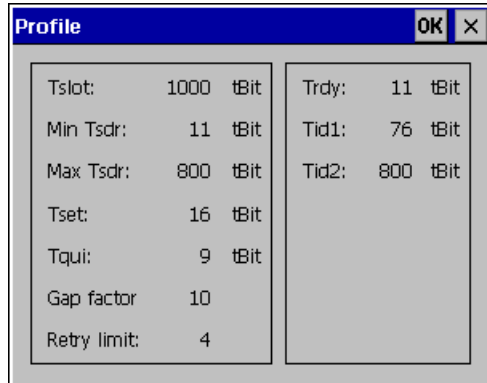 Profile OK ×
Tslot: 1000 tBit
Min Tsdr: 11 tBit
Max Tsdr: 800 tBit
Tset: 16 tBit
Tqui: 9 tBit
Gap factor 10
Retry limit: 4
Trdy: 11 tBit
Tid1: 76 tBit
Tid2: 800 tBit